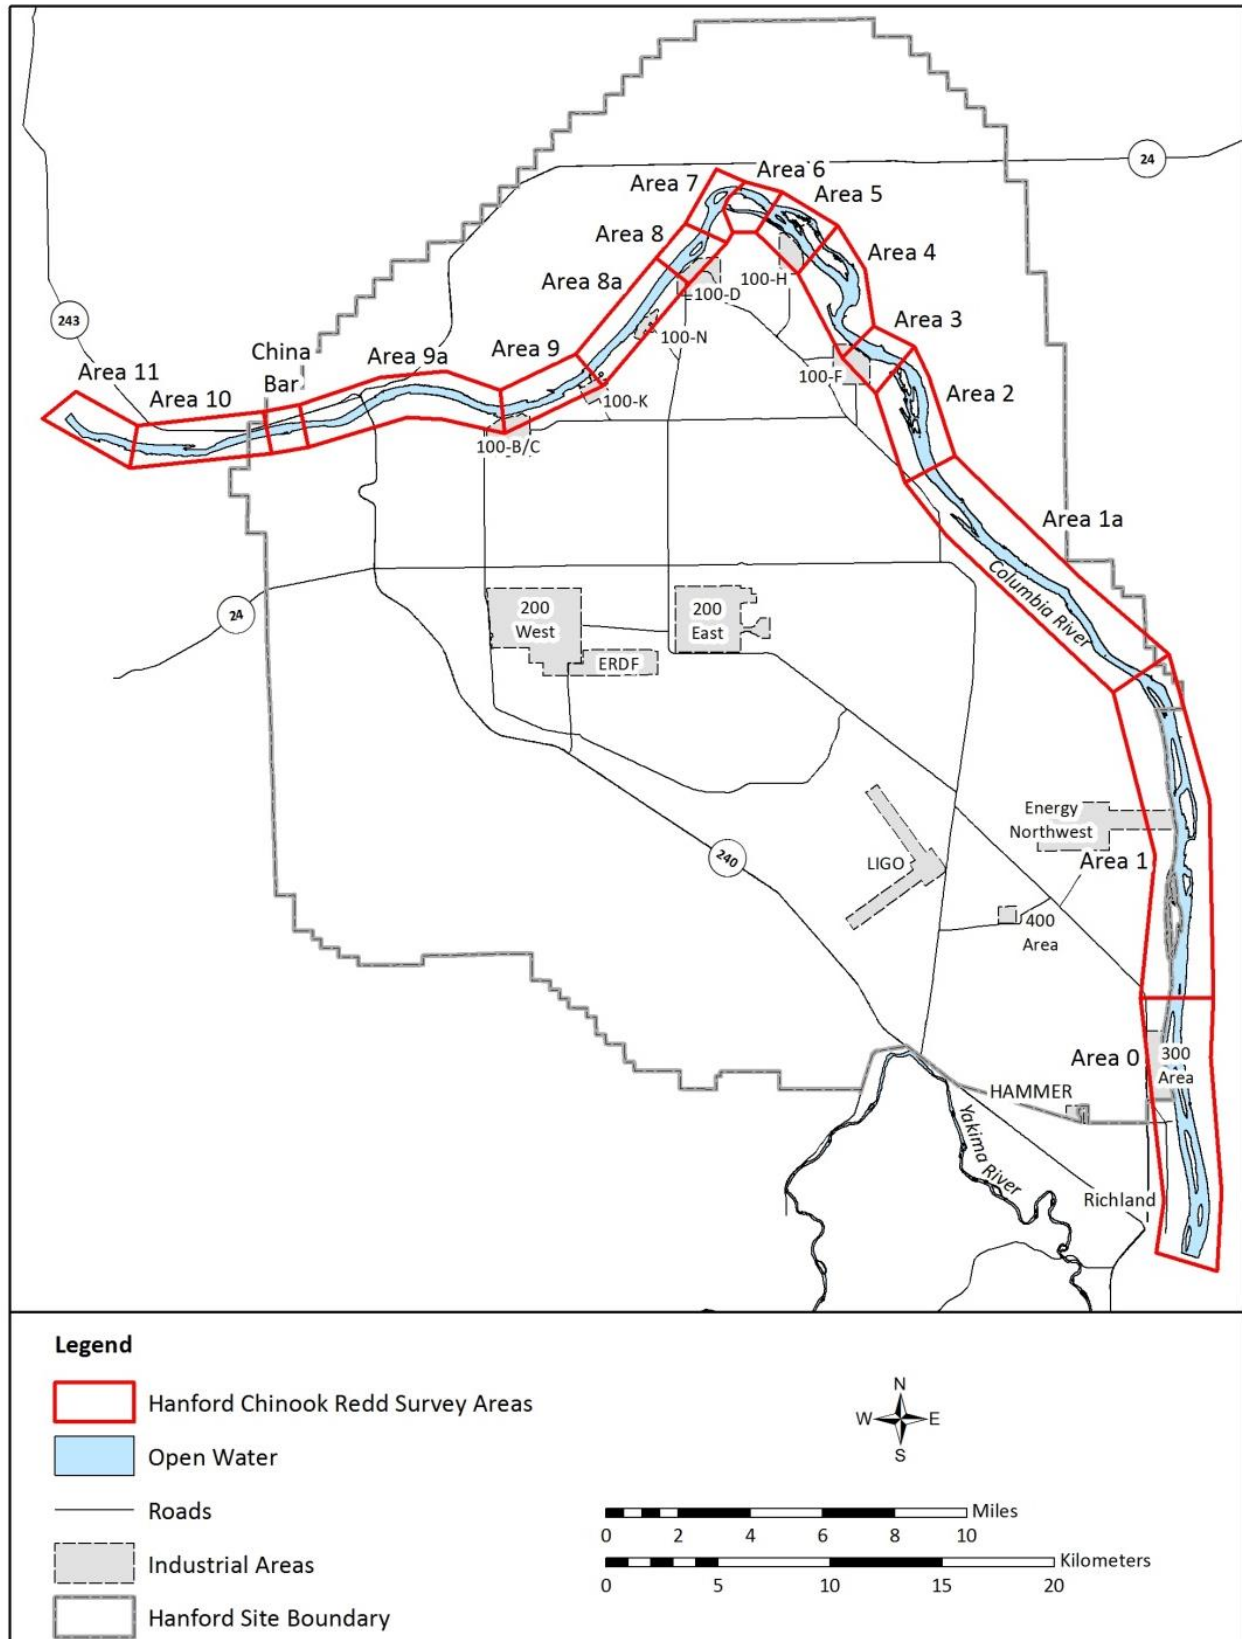 24
Area 6
Area 7
Area 5
Area 8
Area 4
Area 8a
100-H
100-D
243
Area 3
100-N
China
Bar
Area 9a
Area 9
Area 11
100-F
Area 2
Area 10
100-K
100-B/C
Area 1a
Columbia River
24
200
West
200
East
ERDF
Energy
Northwest
240
LIGO
Area 1
400
Area
Area 0
300
Area
HAMMER
Yakima River
Richland
Legend
Hanford Chinook Redd Survey Areas
Open Water
Roads
Industrial Areas
Hanford Site Boundary
N
W E
S
Miles
0 2 4 6 8 10
Kilometers
0 5 10 15 20